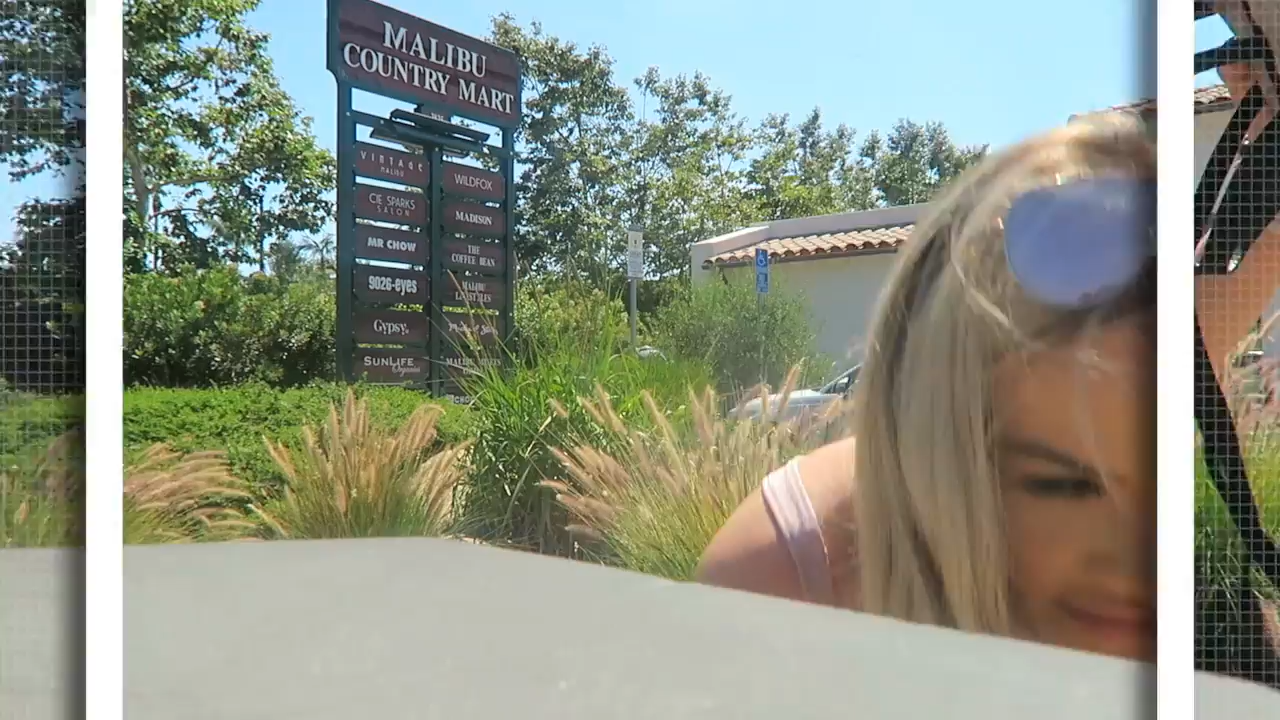 MALIBU
COUNTRY MART
VINTAGE
MALIBU
WILDFOX
CIE SPARKS
SALON
MADISON
MR CHOW
THE
COFFEE BEAN
9026-eyes
MALIBU
Gypsy
SUNLIFE
Organics
MALIBU